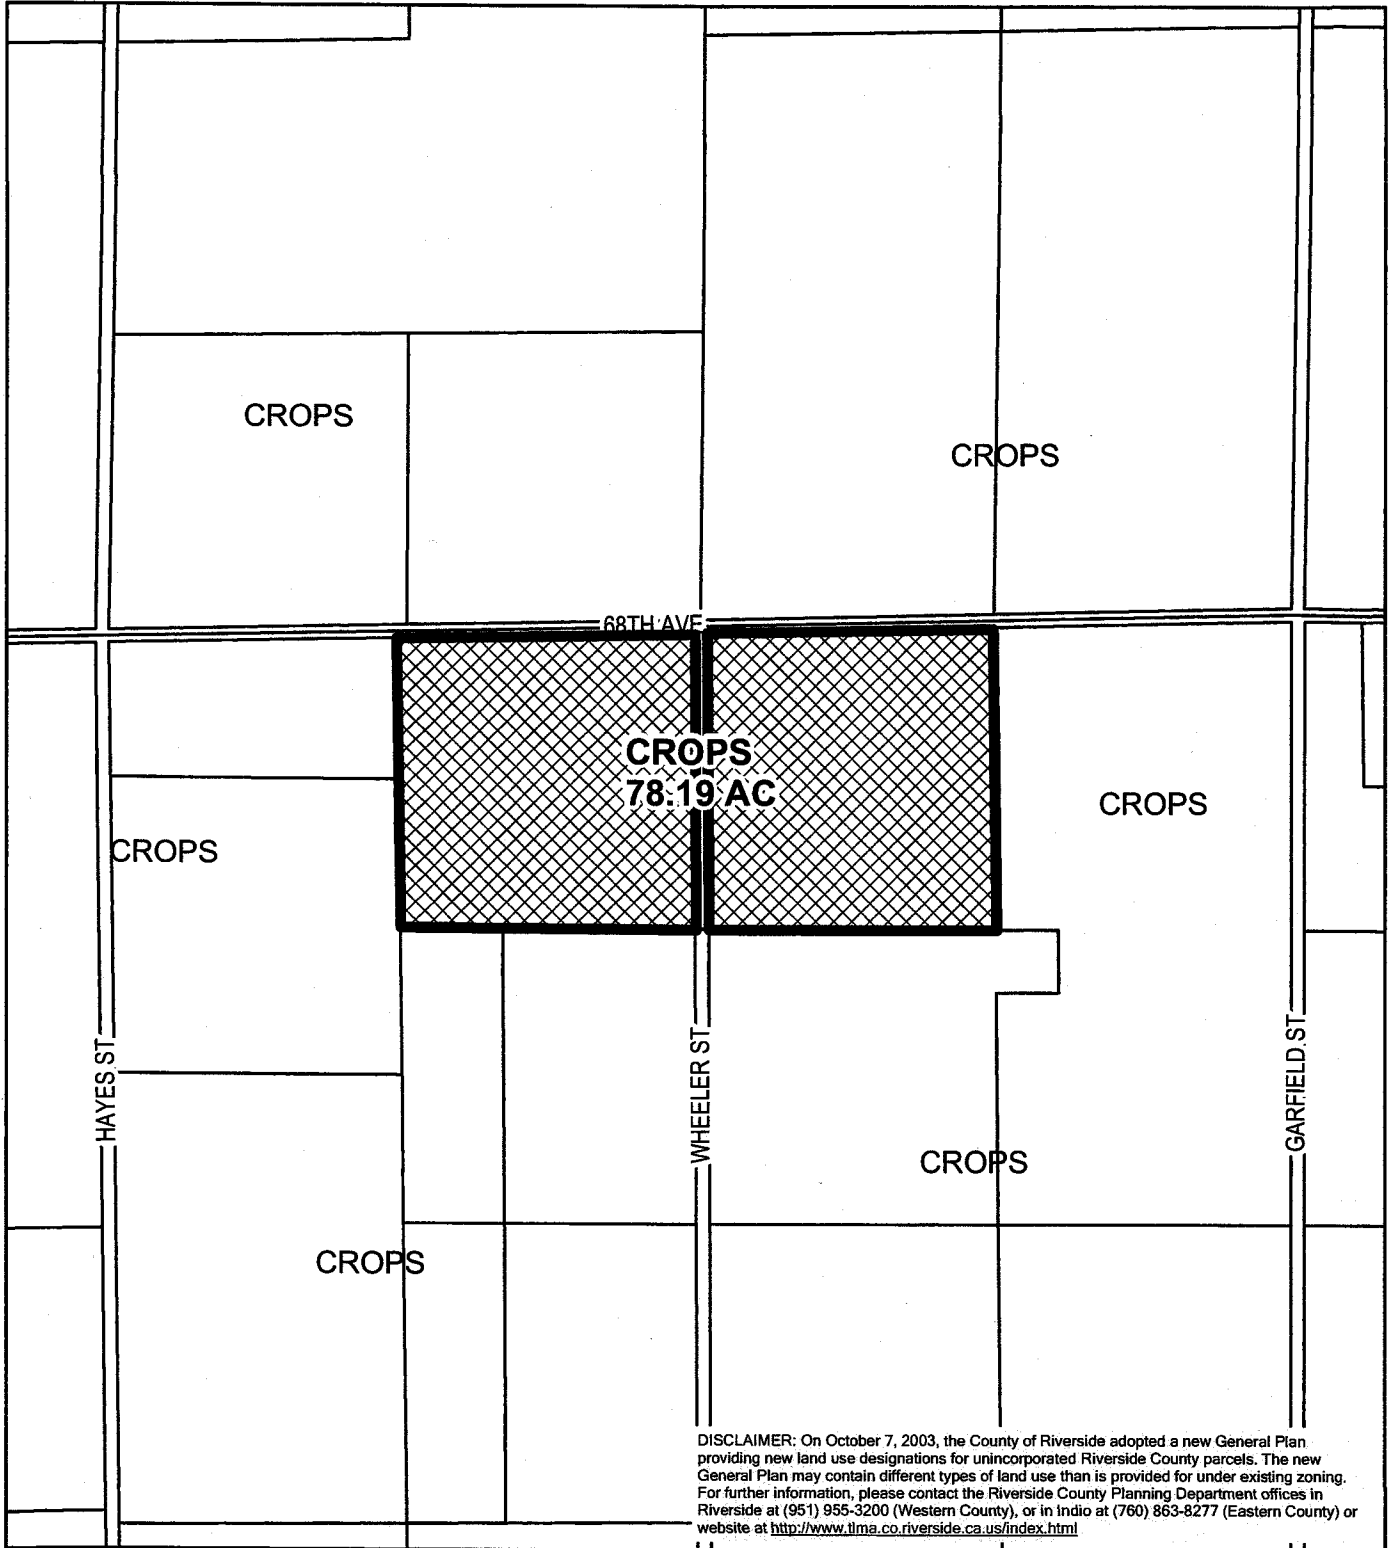 CROPS
CROPS
68TH AVE
CROPS
78.19 AC
CROPS
CROPS
HAYES ST
WHEELER ST
GARFIELD ST
CROPS
CROPS
DISCLAIMER: On October 7, 2003, the County of Riverside adopted a new General Plan
providing new land use designations for unincorporated Riverside County parcels. The new
General Plan may contain different types of land use than is provided for under existing zoning.
For further information, please contact the Riverside County Planning Department offices in
Riverside at (951) 955-3200 (Western County), or in Indio at (760) 863-8277 (Eastern County) or
website at http://www.tlma.co.riverside.ca.us/index.html